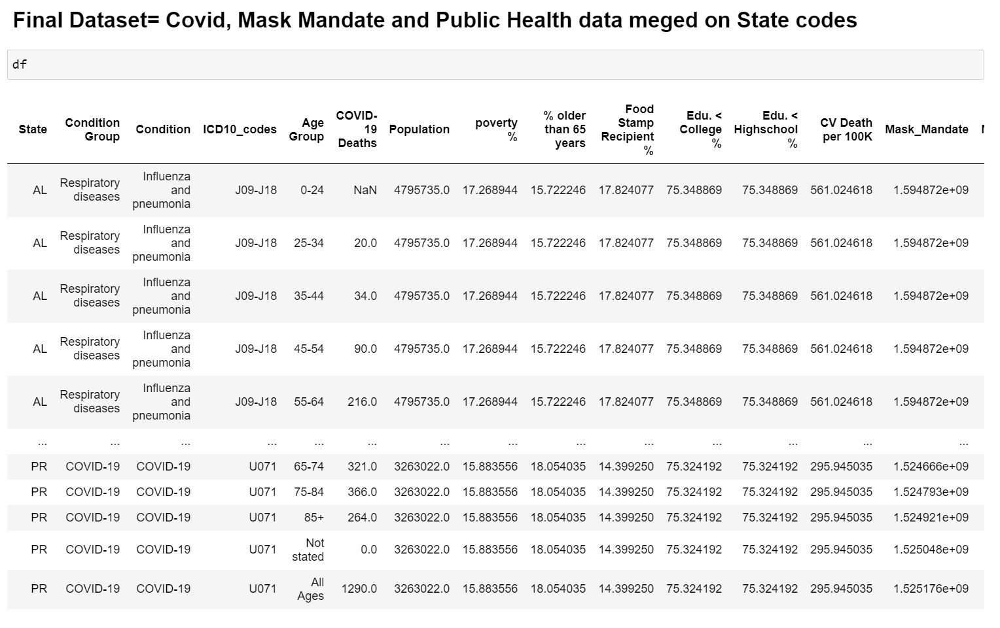 Final Dataset= Covid, Mask Mandate and Public Health data meged on State codes
df
State Condition Group Condition ICD10_codes Age Group COVID-19 Deaths Population poverty % % older than 65 years Food Stamp Recipient % Edu. < College % Edu. < Highschool % CV Death per 100K Mask_Mandate
AL Respiratory diseases Influenza and pneumonia J09-J18 0-24 NaN 4795735.0 17.268944 15.722246 17.824077 75.348869 75.348869 561.024618 1.594872e+09
AL Respiratory diseases Influenza and pneumonia J09-J18 25-34 20.0 4795735.0 17.268944 15.722246 17.824077 75.348869 75.348869 561.024618 1.594872e+09
AL Respiratory diseases Influenza and pneumonia J09-J18 35-44 34.0 4795735.0 17.268944 15.722246 17.824077 75.348869 75.348869 561.024618 1.594872e+09
AL Respiratory diseases Influenza and pneumonia J09-J18 45-54 90.0 4795735.0 17.268944 15.722246 17.824077 75.348869 75.348869 561.024618 1.594872e+09
AL Respiratory diseases Influenza and pneumonia J09-J18 55-64 216.0 4795735.0 17.268944 15.722246 17.824077 75.348869 75.348869 561.024618 1.594872e+09
... ... ... ... ... ... ... ... ... ... ... ... ... ...
PR COVID-19 COVID-19 U071 65-74 321.0 3263022.0 15.883556 18.054035 14.399250 75.324192 75.324192 295.945035 1.524666e+09
PR COVID-19 COVID-19 U071 75-84 366.0 3263022.0 15.883556 18.054035 14.399250 75.324192 75.324192 295.945035 1.524793e+09
PR COVID-19 COVID-19 U071 85+ 264.0 3263022.0 15.883556 18.054035 14.399250 75.324192 75.324192 295.945035 1.524921e+09
PR COVID-19 COVID-19 U071 Not stated 0.0 3263022.0 15.883556 18.054035 14.399250 75.324192 75.324192 295.945035 1.525048e+09
PR COVID-19 COVID-19 U071 All Ages 1290.0 3263022.0 15.883556 18.054035 14.399250 75.324192 75.324192 295.945035 1.525176e+09